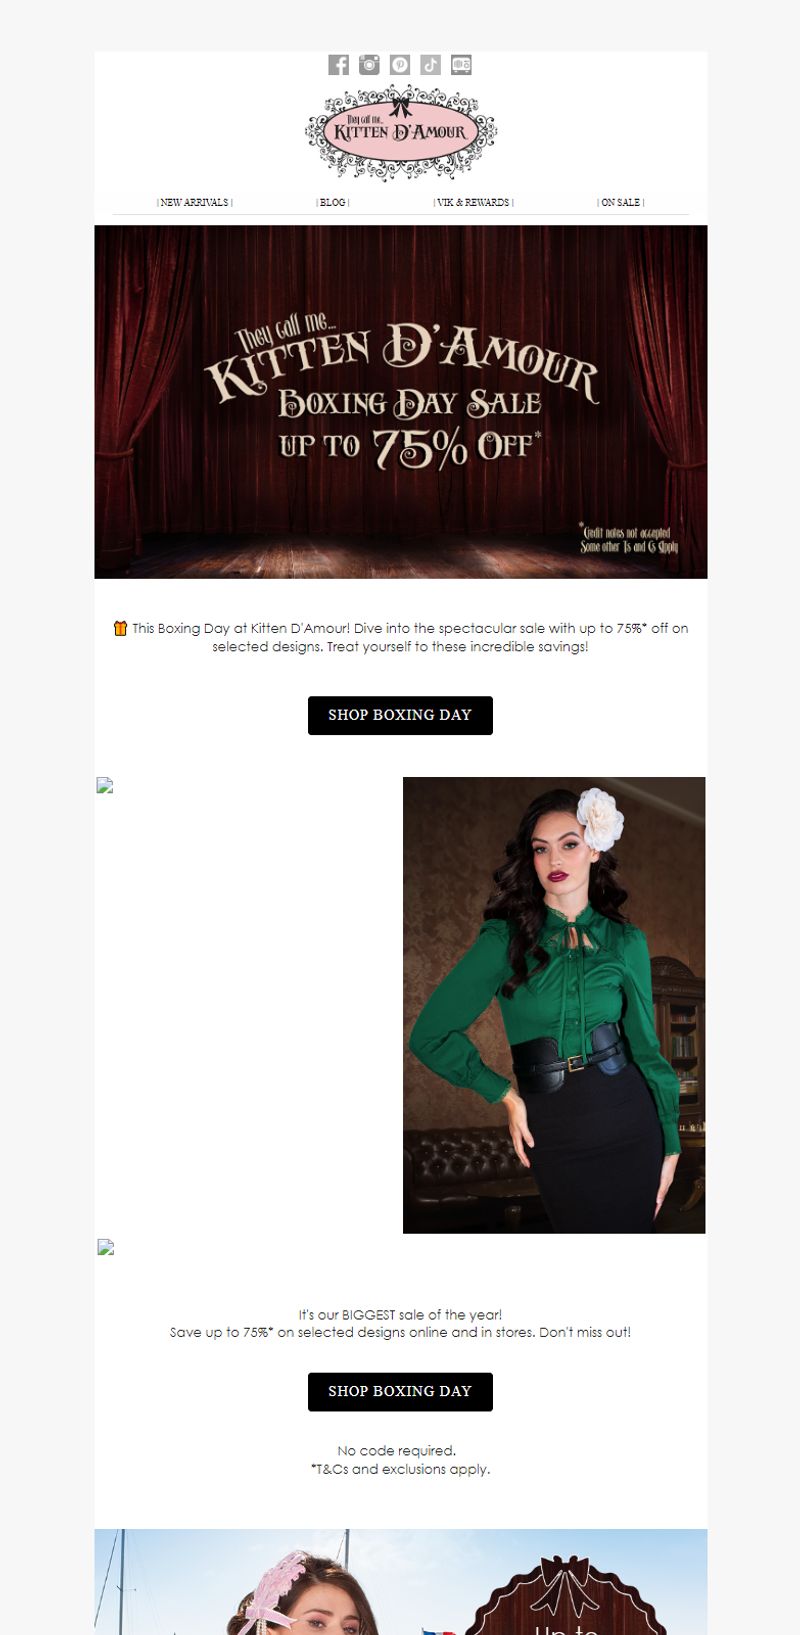 They call me...
KITTEN D'AMOUR
| NEW ARRIVALS |
| BLOG |
| VIK & REWARDS |
| ON SALE |
They call me...
KITTEN D'AMOUR
BOXING DAY SALE
UP TO 75% OFF*
*Credit notes not accepted
Some other Ts and Cs Apply
🎁 This Boxing Day at Kitten D'Amour! Dive into the spectacular sale with up to 75%* off on
selected designs. Treat yourself to these incredible savings!
SHOP BOXING DAY
It's our BIGGEST sale of the year!
Save up to 75%* on selected designs online and in stores. Don't miss out!
SHOP BOXING DAY
No code required.
*T&Cs and exclusions apply.
Up to